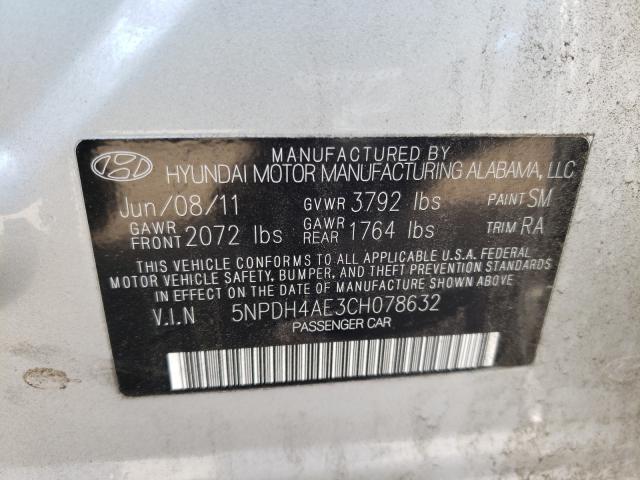 MANUFACTURED BY
HYUNDAI MOTOR MANUFACTURING ALABAMA, LLC
Jun/08/11 GVWR 3792 lbs PAINT SM
GAWR FRONT 2072 lbs GAWR REAR 1764 lbs TRIM RA
THIS VEHICLE CONFORMS TO ALL APPLICABLE U.S.A. FEDERAL
MOTOR VEHICLE SAFETY, BUMPER, AND THEFT PREVENTION
STANDARDS IN EFFECT ON THE DATE OF MANUFACTURE SHOWN ABOVE.
V.I.N 5NPDH4AE3CH078632
PASSENGER CAR